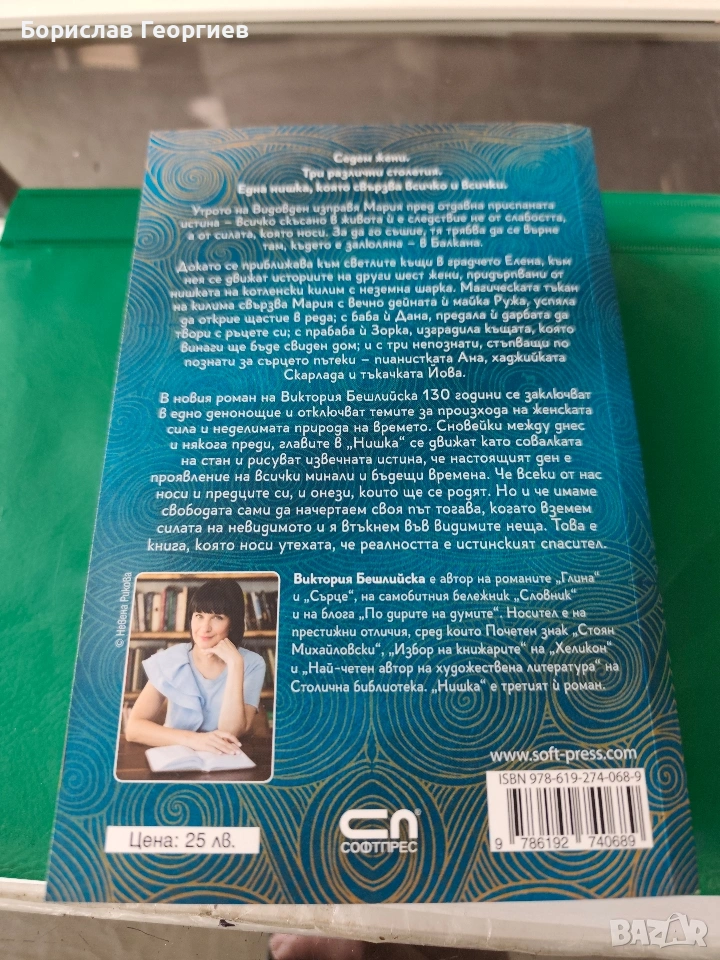 Борислав Георгиев
Седем жени.
Три различни столетия.
Една нишка, която свързва всичко и всички.
Утрото на Видовден изправя Мария пред отдавна приспаната
истина – всичко скъсано в живота ѝ е следствие не от слабостта,
а от силата, която носи. За да го съшие, тя трябва да се върне
там, където е залюляна – в Балкана.
Докато се приближава към светлите къщи в градчето Елена, към
нея се движат историите на други шест жени, придърпвани от
нишката на котленски килим с неземна шарка. Магическата тъкан
на килима свързва Мария с вечно дейната ѝ майка Ружа, успяла
да открие щастие в реда; с баба ѝ Дана, предала ѝ дарбата да
твори с ръцете си; с прабаба ѝ Зорка, изградила къщата, която
винаги ще бъде свиден дом; и с три непознати, стъпващи по
познати за сърцето пътеки – пианистката Ана, хаджийката
Скарлада и тъкачката Йова.
В новия роман на Виктория Бешлийска 130 години се заключват
в едно денонощие и отключват темите за произхода на женската
сила и неделимата природа на времето. Сновейки между днес
и някога преди, главите в „Нишка“ се движат като совалката
на стан и рисуват извечната истина, че настоящият ден е
проявление на всички минали и бъдещи времена. Че всеки от нас
носи и предците си, и онези, които ще се родят. Но и че имаме
свободата сами да начертаем своя път тогава, когато вземем
силата на невидимото и я втъкнем във видимите неща. Това е
книга, която носи утехата, че реалността е истинският спасител.
© Невена Рикова
Виктория Бешлийска е автор на романите „Глина“
и „Сърце“, на самобитния бележник „Словник“
и на блога „По дирите на думите“. Носител е на
престижни отличия, сред които Почетен знак „Стоян
Михайловски“, „Избор на книжарите“ на „Хеликон“
и „Най-четен автор на художествена литература“ на
Столична библиотека. „Нишка“ е третият ѝ роман.
www.soft-press.com
ISBN 978-619-274-068-9
9 786192 740689
Цена: 25 лв.
СОФТПРЕС
BAZAR